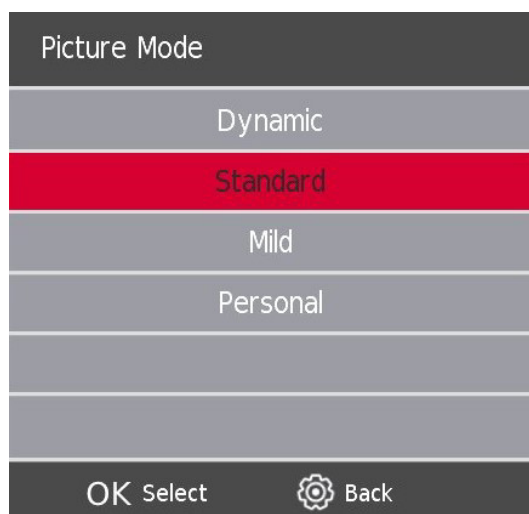 Picture Mode
Dynamic
Standard
Mild
Personal
OK Select Back